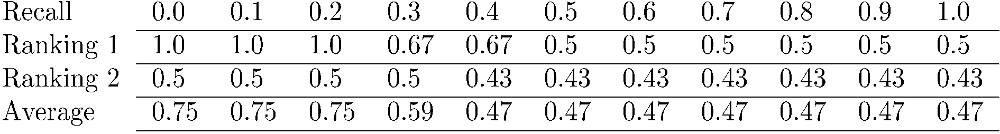 Recall 0.0 0.1 0.2 0.3 0.4 0.5 0.6 0.7 0.8 0.9 1.0
Ranking 1 1.0 1.0 1.0 0.67 0.67 0.5 0.5 0.5 0.5 0.5 0.5
Ranking 2 0.5 0.5 0.5 0.5 0.43 0.43 0.43 0.43 0.43 0.43 0.43
Average 0.75 0.75 0.75 0.59 0.47 0.47 0.47 0.47 0.47 0.47 0.47